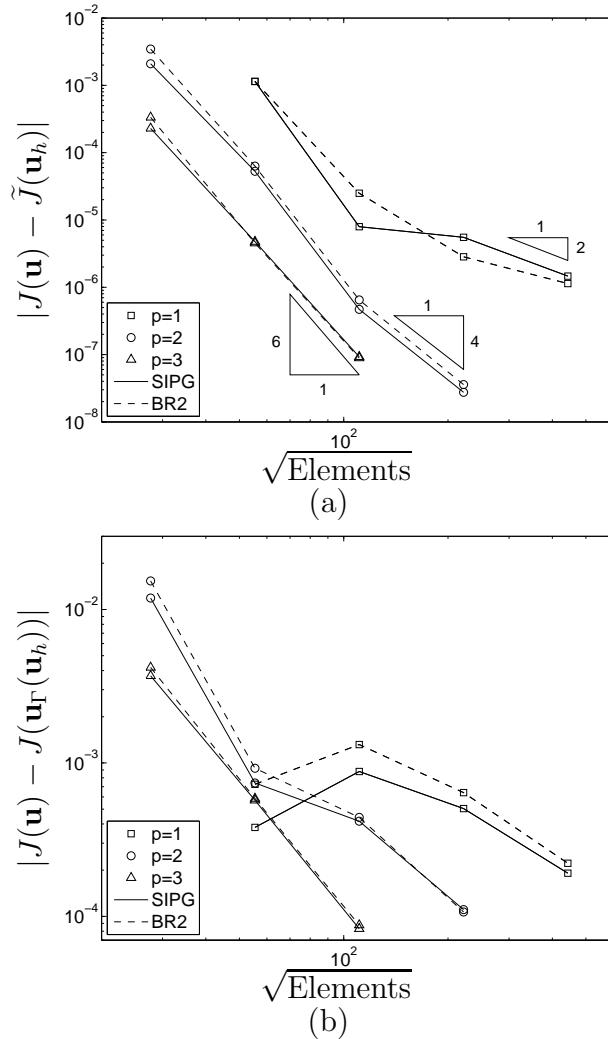 10⁻²
10⁻³
10⁻⁴
10⁻⁵
10⁻⁶
10⁻⁷
10⁻⁸
|J(u) − J̃(u_h)|
1
2
1
4
6
1
p=1
p=2
p=3
SIPG
BR2
10²
√Elements
(a)
10⁻²
10⁻³
10⁻⁴
|J(u) − J(u_Γ(u_h))|
p=1
p=2
p=3
SIPG
BR2
10²
√Elements
(b)